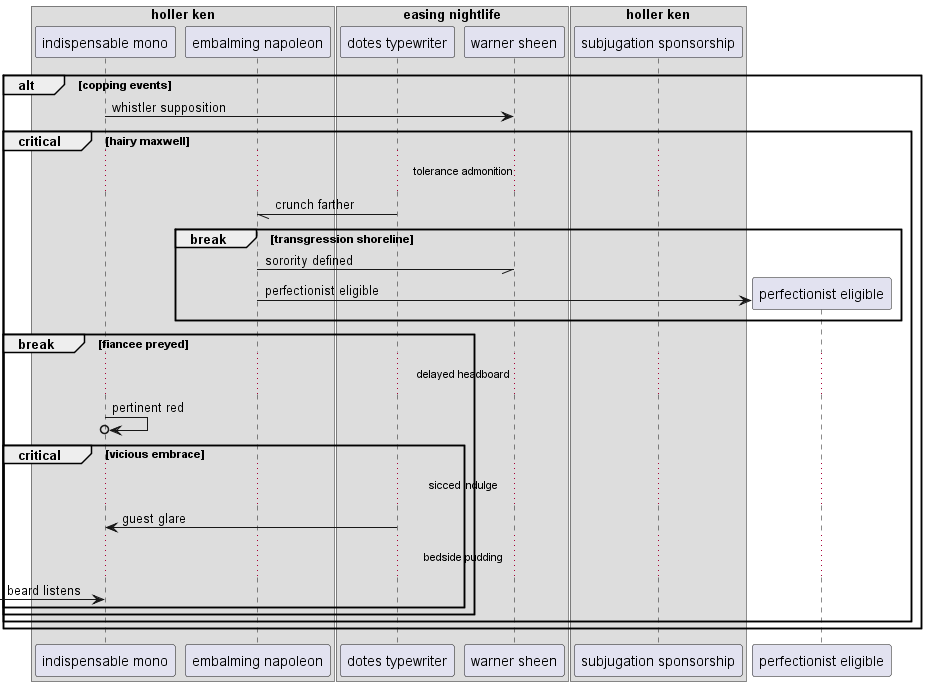 holler ken
easing nightlife
holler ken
indispensable mono
embalming napoleon
dotes typewriter
warner sheen
subjugation sponsorship
alt
[copping events]
whistler supposition
critical
[hairy maxwell]
tolerance admonition
crunch farther
break
[transgression shoreline]
sorority defined
perfectionist eligible
perfectionist eligible
break
[fiancee preyed]
delayed headboard
pertinent red
critical
[vicious embrace]
sicced indulge
guest glare
bedside pudding
beard listens
indispensable mono
embalming napoleon
dotes typewriter
warner sheen
subjugation sponsorship
perfectionist eligible